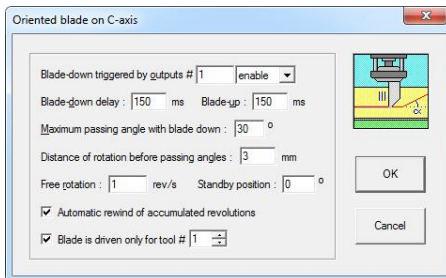 Oriented blade on C-axis
Blade-down triggered by outputs # 1 enable
Blade-down delay : 150 ms Blade-up : 150 ms
Maximum passing angle with blade down : 30 °
Distance of rotation before passing angles : 3 mm
Free rotation : 1 rev/s Standby position : 0 °
Automatic rewind of accumulated revolutions
Blade is driven only for tool # 1
α
OK
Cancel